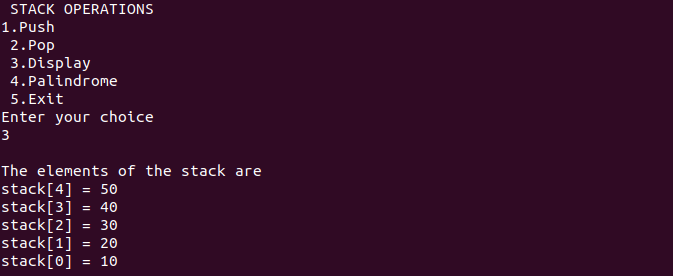 STACK OPERATIONS
1.Push
2.Pop
3.Display
4.Palindrome
5.Exit
Enter your choice
3
The elements of the stack are
stack[4] = 50
stack[3] = 40
stack[2] = 30
stack[1] = 20
stack[0] = 10